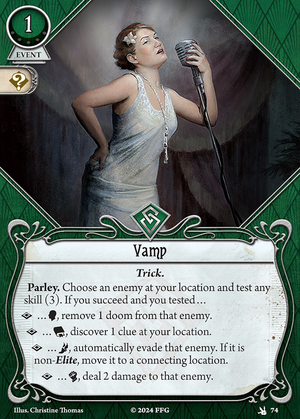 1
EVENT
Vamp
Trick.
Parley. Choose an enemy at your location and test any
skill (3). If you succeed and you tested…
…, remove 1 doom from that enemy.
…, discover 1 clue at your location.
…, automatically evade that enemy. If it is
non-Elite, move it to a connecting location.
…, deal 2 damage to that enemy.
Illus. Christine Thomas
© 2024 FFG
74